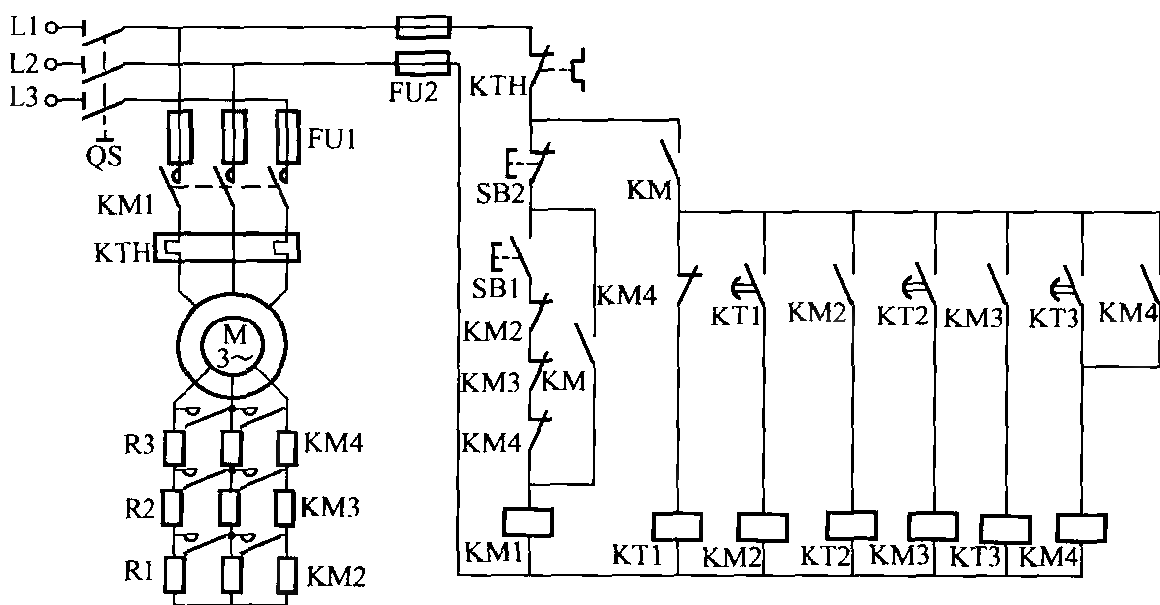 L1
L2
L3
QS
FU1
FU2
KTH
KM1
KTH
M
3~
R3
KM4
R2
KM3
R1
KM2
SB2
KM
SB1
KM2
KM3
KM
KM4
KM4
KT1
KM2
KT2
KM3
KT3
KM4
KM1
KT1
KM2
KT2
KM3
KT3
KM4